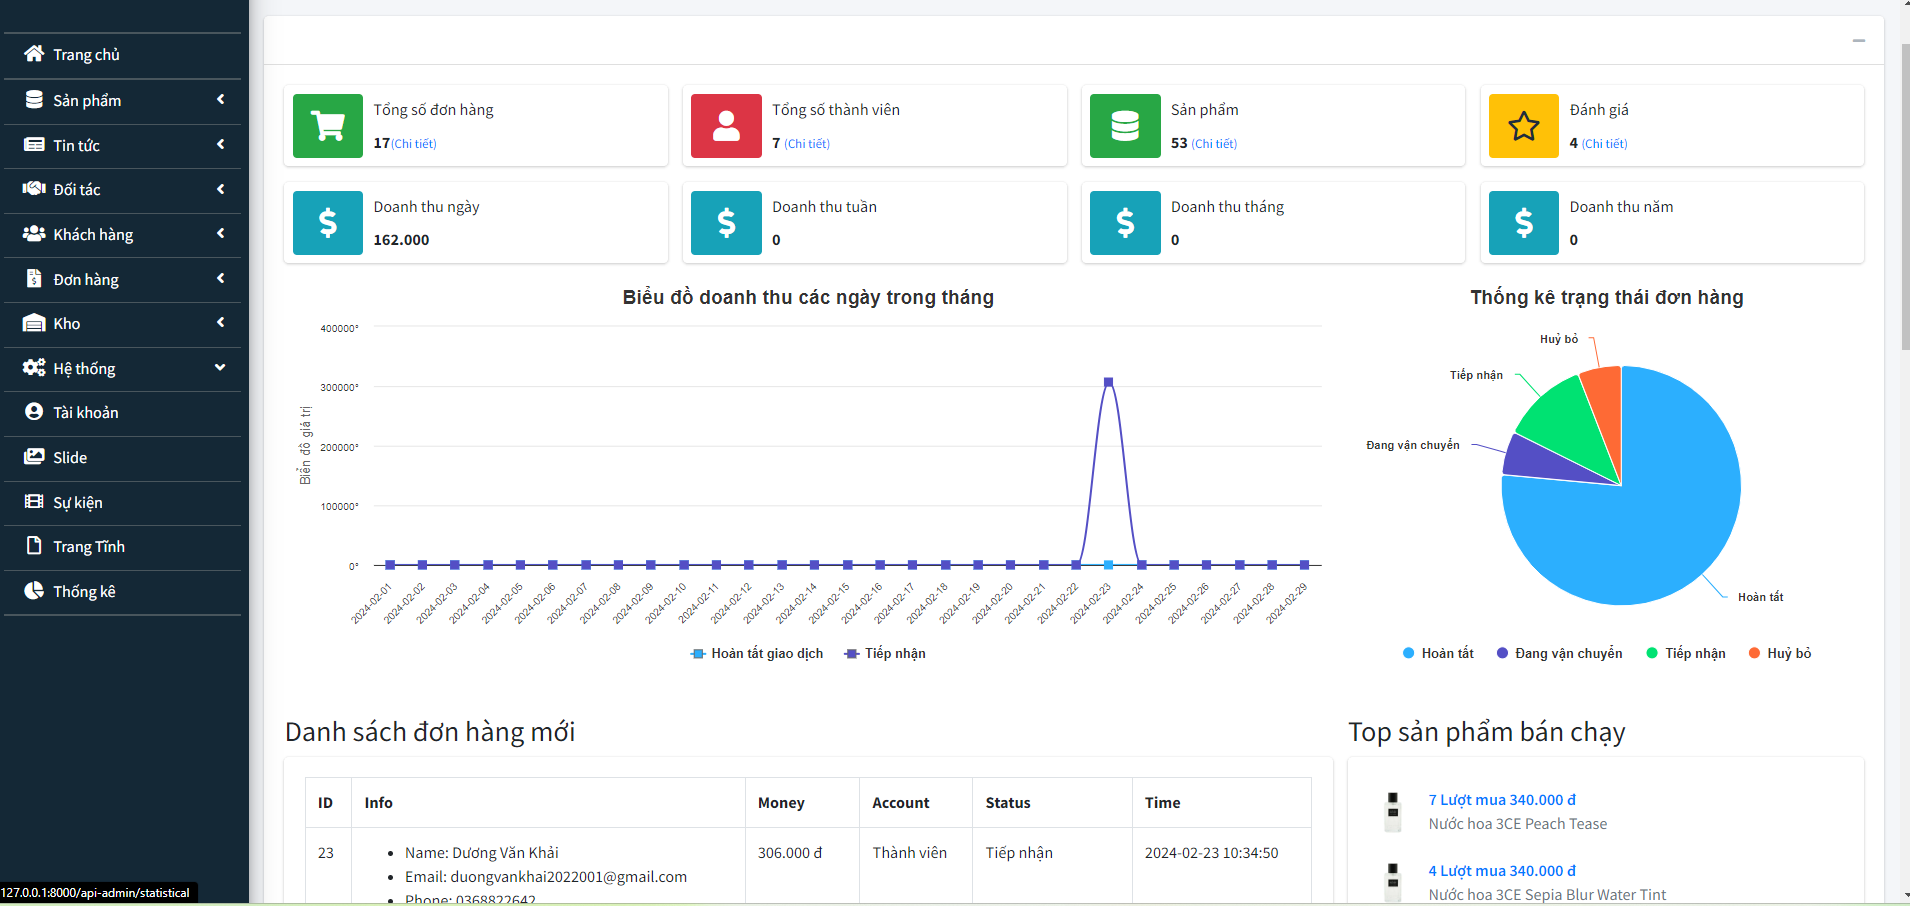 Trang chủ
Sản phẩm
Tin tức
Đối tác
Khách hàng
Đơn hàng
Kho
Hệ thống
Tài khoản
Slide
Sự kiện
Trang Tĩnh
Thống kê
Tổng số đơn hàng
17(Chi tiết)
Tổng số thành viên
7 (Chi tiết)
Sản phẩm
53 (Chi tiết)
Đánh giá
4 (Chi tiết)
Doanh thu ngày
162.000
Doanh thu tuần
0
Doanh thu tháng
0
Doanh thu năm
0
Biểu đồ doanh thu các ngày trong tháng
Biển đồ giá trị
400000°
300000°
200000°
100000°
0°
2024-02-01
2024-02-02
2024-02-03
2024-02-04
2024-02-05
2024-02-06
2024-02-07
2024-02-08
2024-02-09
2024-02-10
2024-02-11
2024-02-12
2024-02-13
2024-02-14
2024-02-15
2024-02-16
2024-02-17
2024-02-18
2024-02-19
2024-02-20
2024-02-21
2024-02-22
2024-02-23
2024-02-24
2024-02-25
2024-02-26
2024-02-27
2024-02-28
2024-02-29
Hoàn tất giao dịch
Tiếp nhận
Thống kê trạng thái đơn hàng
Huỷ bỏ
Tiếp nhận
Đang vận chuyển
Hoàn tất
Hoàn tất
Đang vận chuyển
Tiếp nhận
Huỷ bỏ
Danh sách đơn hàng mới
ID Info Money Account Status Time
23
Name: Dương Văn Khải
306.000 đ
Thành viên
Tiếp nhận
2024-02-23 10:34:50
Email: duongvankhai2022001@gmail.com
Phone: 0368822642
Top sản phẩm bán chạy
7 Lượt mua 340.000 đ
Nước hoa 3CE Peach Tease
4 Lượt mua 340.000 đ
Nước hoa 3CE Sepia Blur Water Tint
127.0.0.1:8000/api-admin/statistical